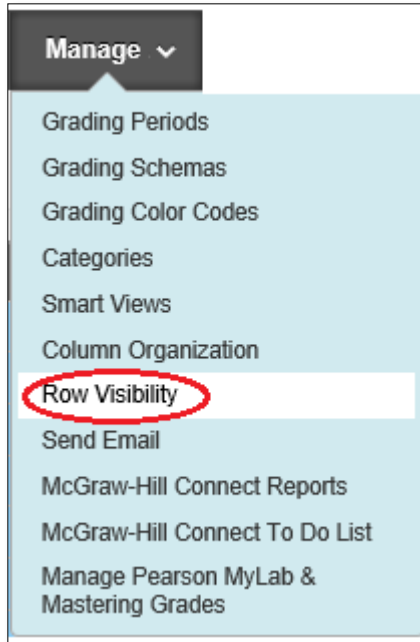 Manage
Grading Periods
Grading Schemas
Grading Color Codes
Categories
Smart Views
Column Organization
Row Visibility
Send Email
McGraw-Hill Connect Reports
McGraw-Hill Connect To Do List
Manage Pearson MyLab &
Mastering Grades